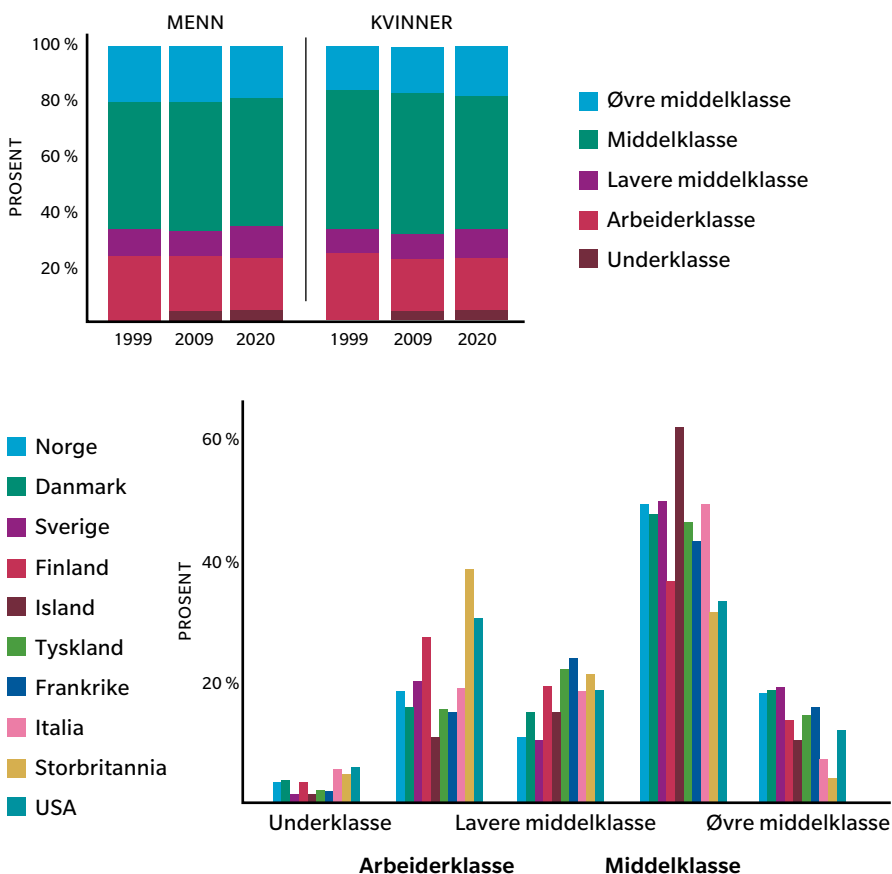 MENN KVINNER
100 %
80 %
60 %
40 %
20 %
PROSENT
1999 2009 2020 1999 2009 2020
Øvre middelklasse
Middelklasse
Lavere middelklasse
Arbeiderklasse
Underklasse
Norge
Danmark
Sverige
Finland
Island
Tyskland
Frankrike
Italia
Storbritannia
USA
60 %
40 %
20 %
PROSENT
Underklasse Lavere middelklasse Øvre middelklasse
Arbeiderklasse Middelklasse